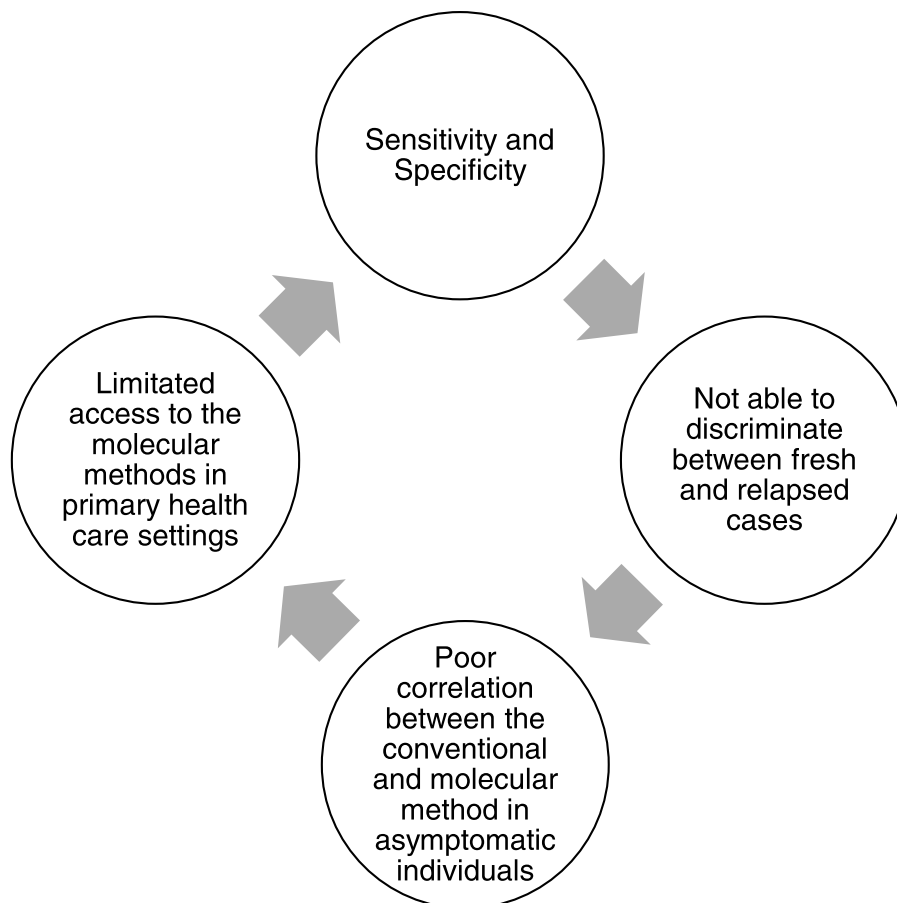 Sensitivity and
Specificity
Not able to
discriminate
between fresh
and relapsed
cases
Poor
correlation
between the
conventional
and molecular
method in
asymptomatic
individuals
Limitated
access to the
molecular
methods in
primary health
care settings